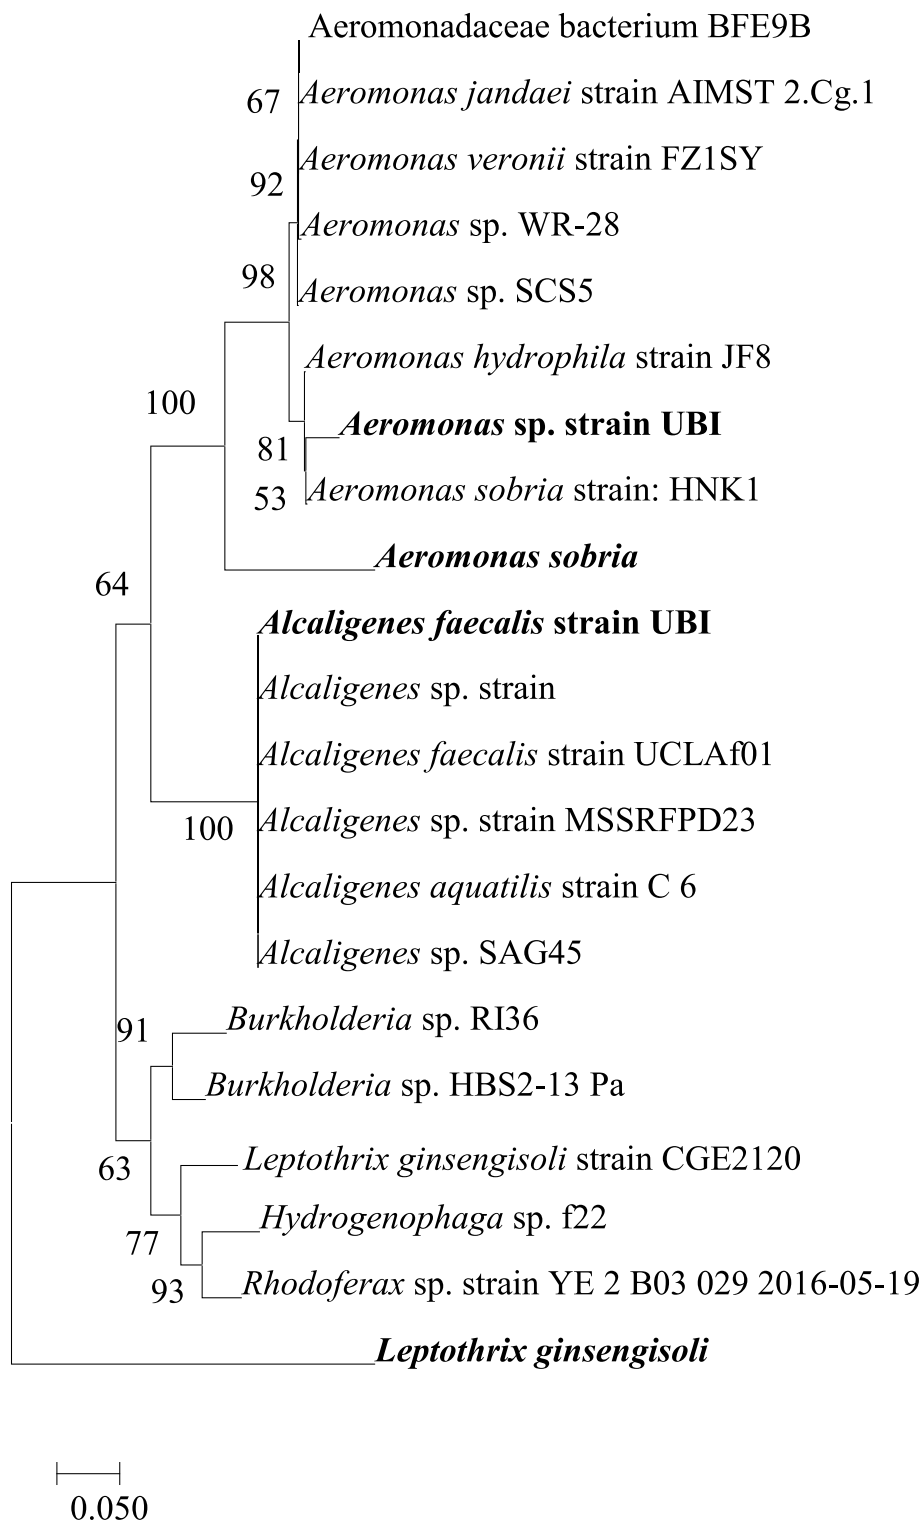 Aeromonadaceae bacterium BFE9B
67
Aeromonas jandaei strain AIMST 2.Cg.1
Aeromonas veronii strain FZ1SY
92
Aeromonas sp. WR-28
98
Aeromonas sp. SCS5
Aeromonas hydrophila strain JF8
100
Aeromonas sp. strain UBI
81
53
Aeromonas sobria strain: HNK1
Aeromonas sobria
64
Alcaligenes faecalis strain UBI
Alcaligenes sp. strain
Alcaligenes faecalis strain UCLAf01
Alcaligenes sp. strain MSSRFPD23
100
Alcaligenes aquatilis strain C 6
Alcaligenes sp. SAG45
Burkholderia sp. RI36
91
Burkholderia sp. HBS2-13 Pa
Leptothrix ginsengisoli strain CGE2120
63
Hydrogenophaga sp. f22
77
Rhodoferax sp. strain YE 2 B03 029 2016-05-19
93
Leptothrix ginsengisoli
0.050